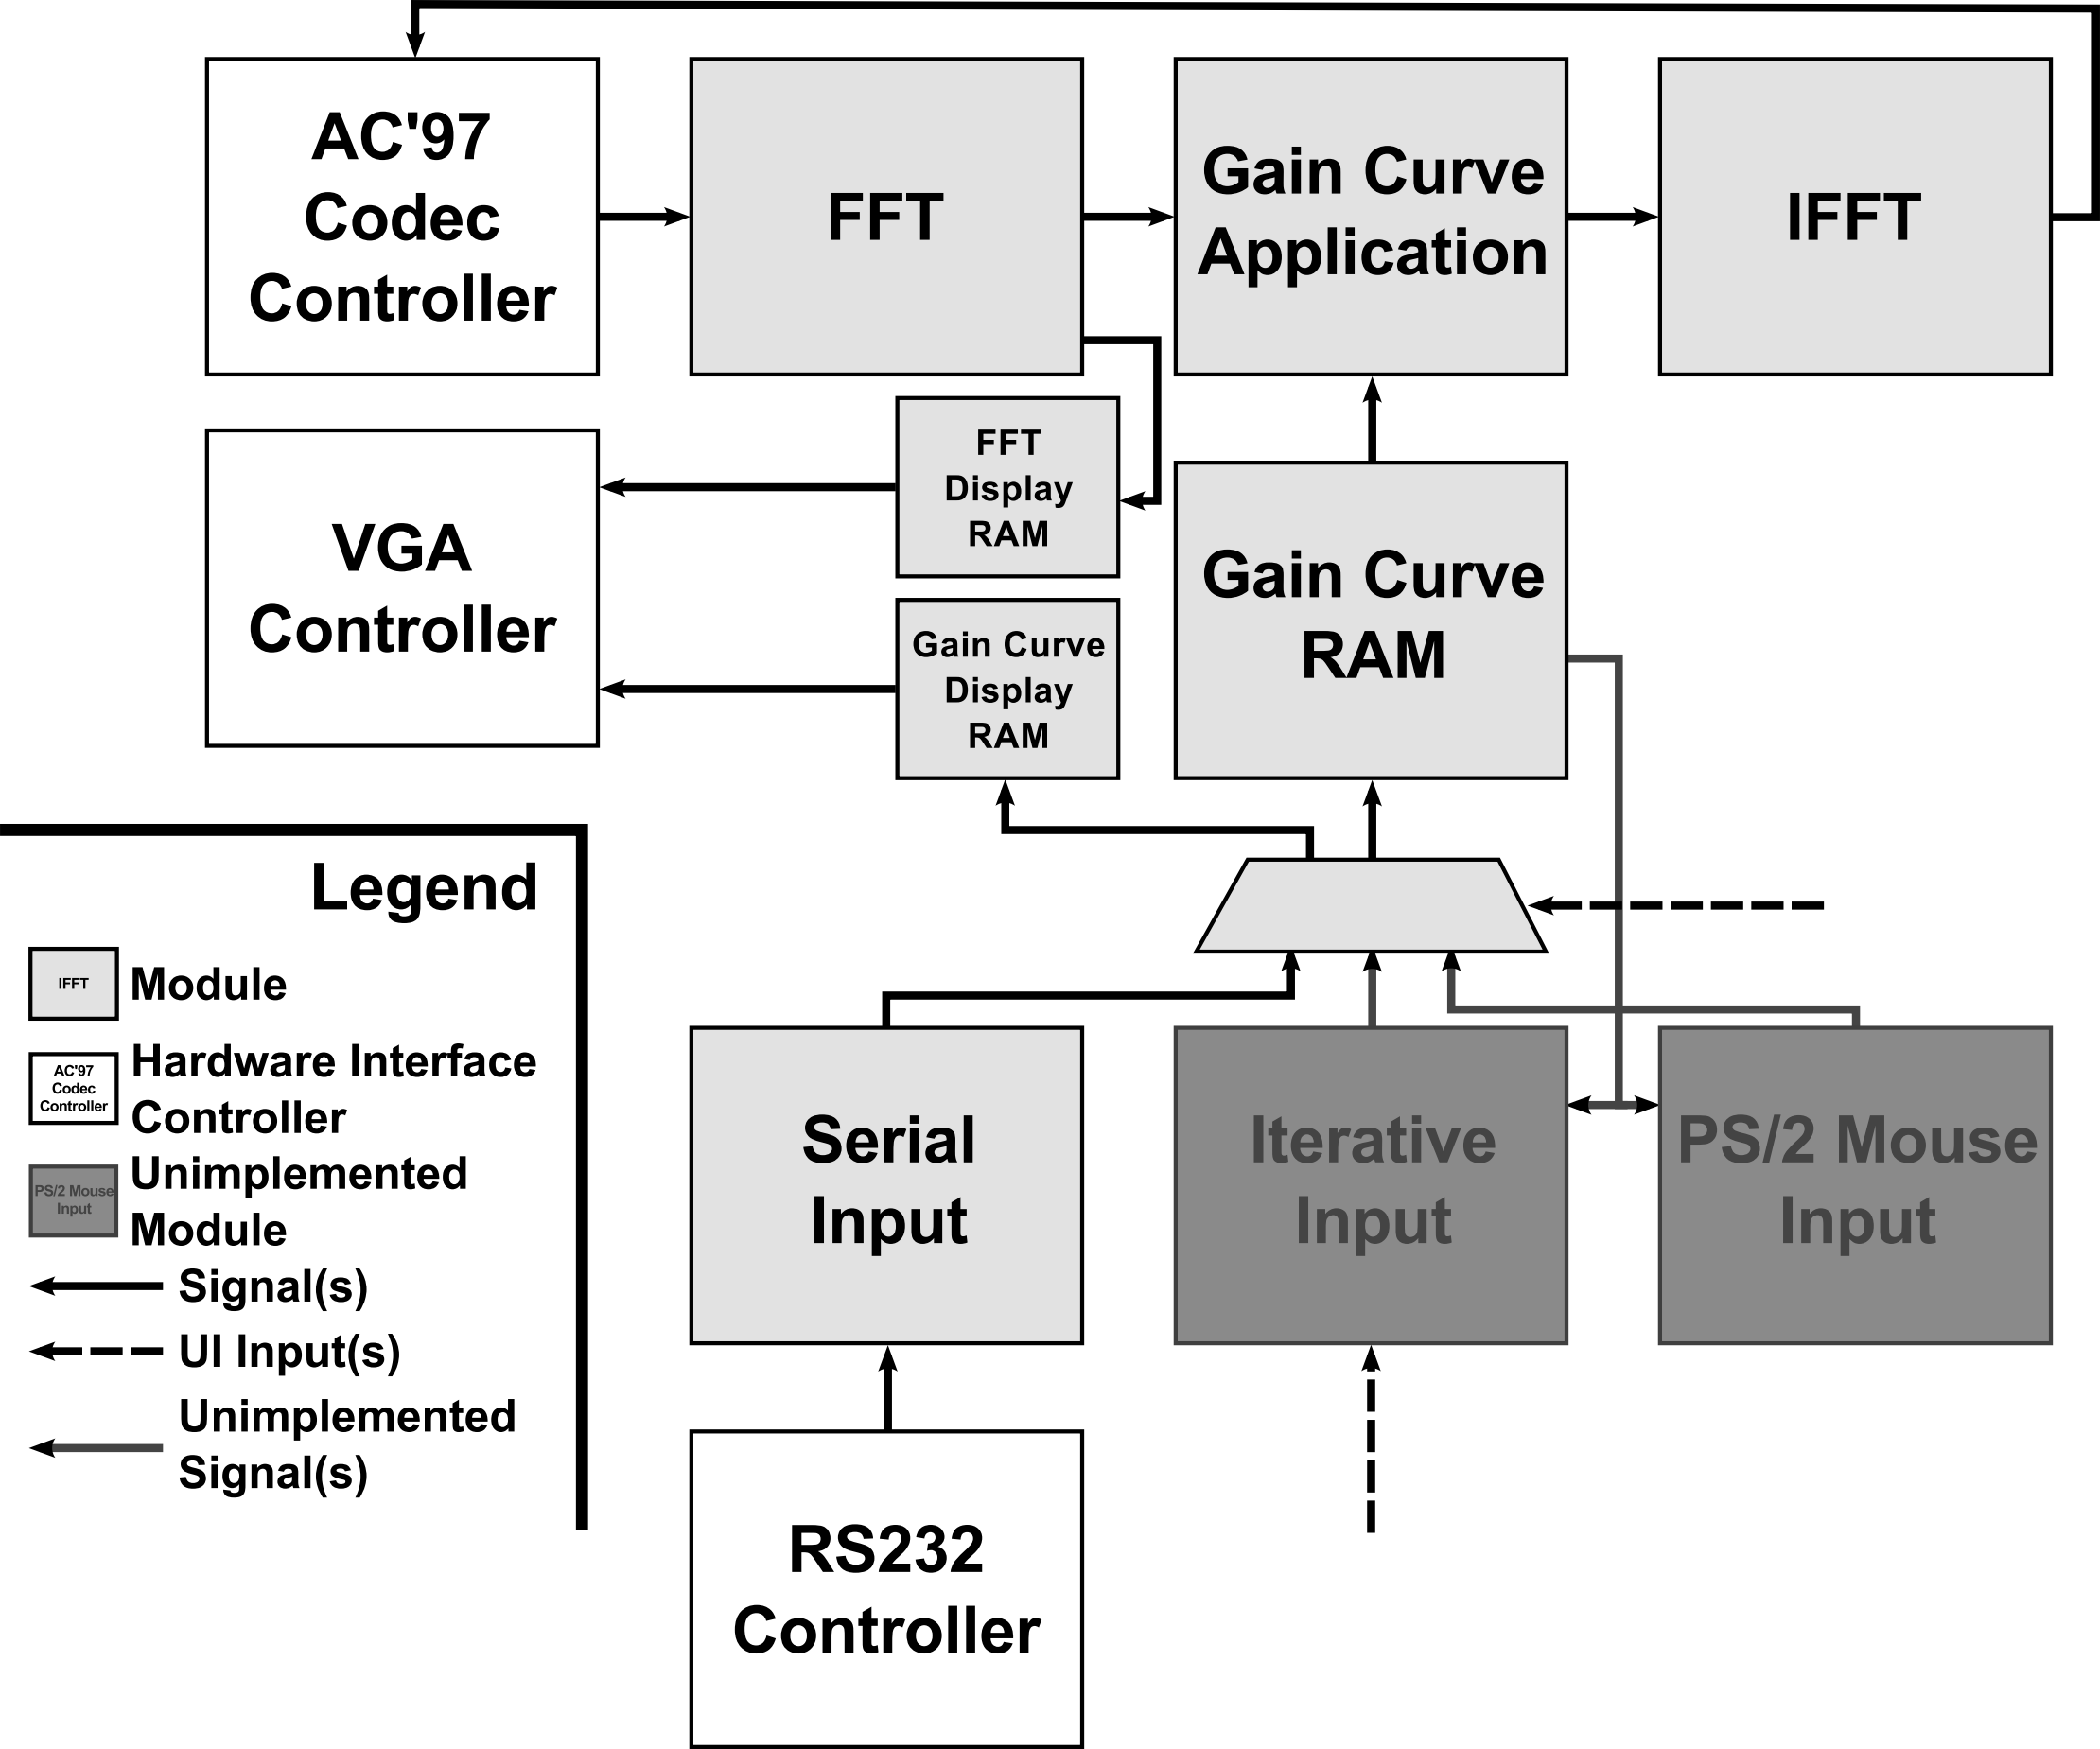 AC'97
Codec
Controller
FFT
Gain Curve
Application
IFFT
VGA
Controller
FFT
Display
RAM
Gain Curve
Display
RAM
Gain Curve
RAM
Legend
IFFT
Module
AC'97
Codec
Controller
Hardware Interface
Controller
PS/2 Mouse
Input
Unimplemented
Module
Signal(s)
UI Input(s)
Unimplemented
Signal(s)
Serial
Input
Iterative
Input
PS/2 Mouse
Input
RS232
Controller